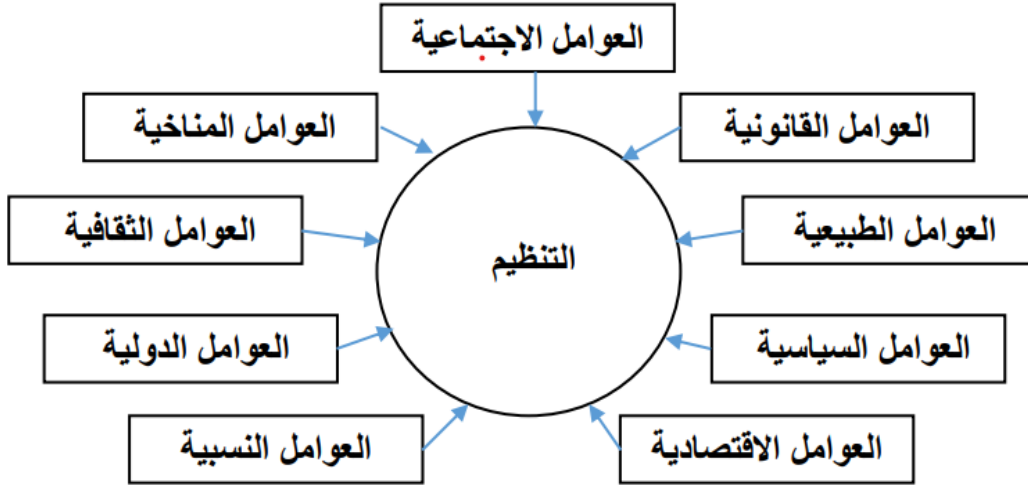 العوامل الاجتماعية
العوامل القانونية
العوامل المناخية
العوامل الطبيعية
العوامل الثقافية
التنظيم
العوامل السياسية
العوامل الدولية
العوامل الاقتصادية
العوامل النسبية